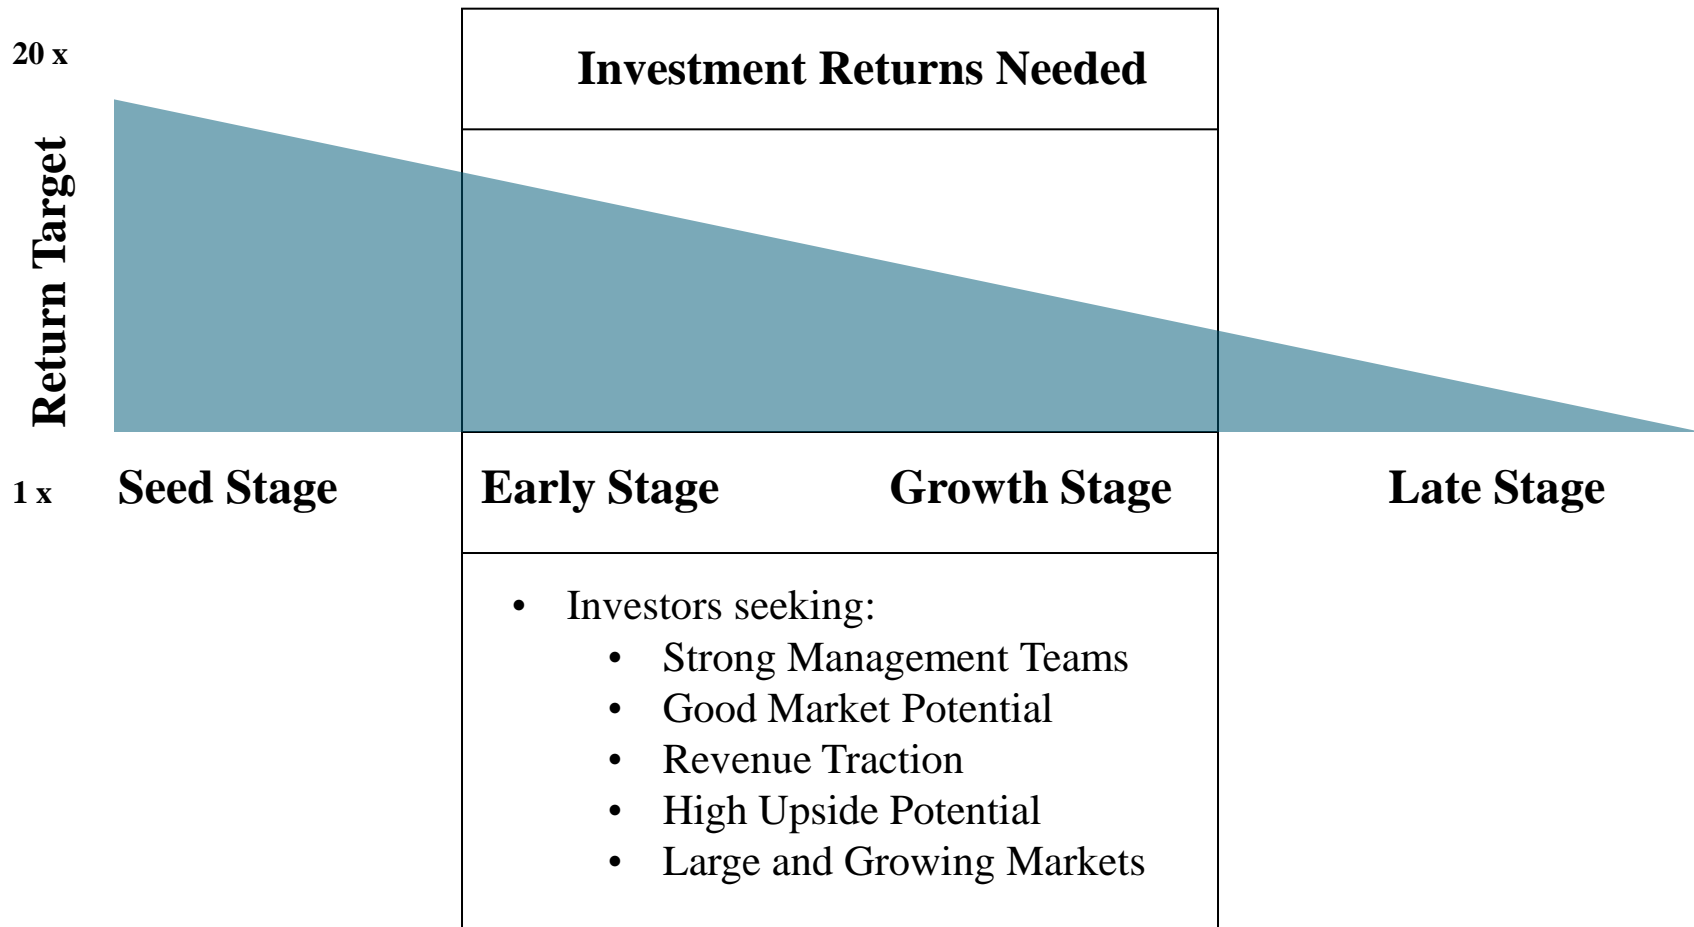 Investment Returns Needed
20 x
Return Target
1 x
Seed Stage
Early Stage
Growth Stage
Late Stage
• Investors seeking:
• Strong Management Teams
• Good Market Potential
• Revenue Traction
• High Upside Potential
• Large and Growing Markets